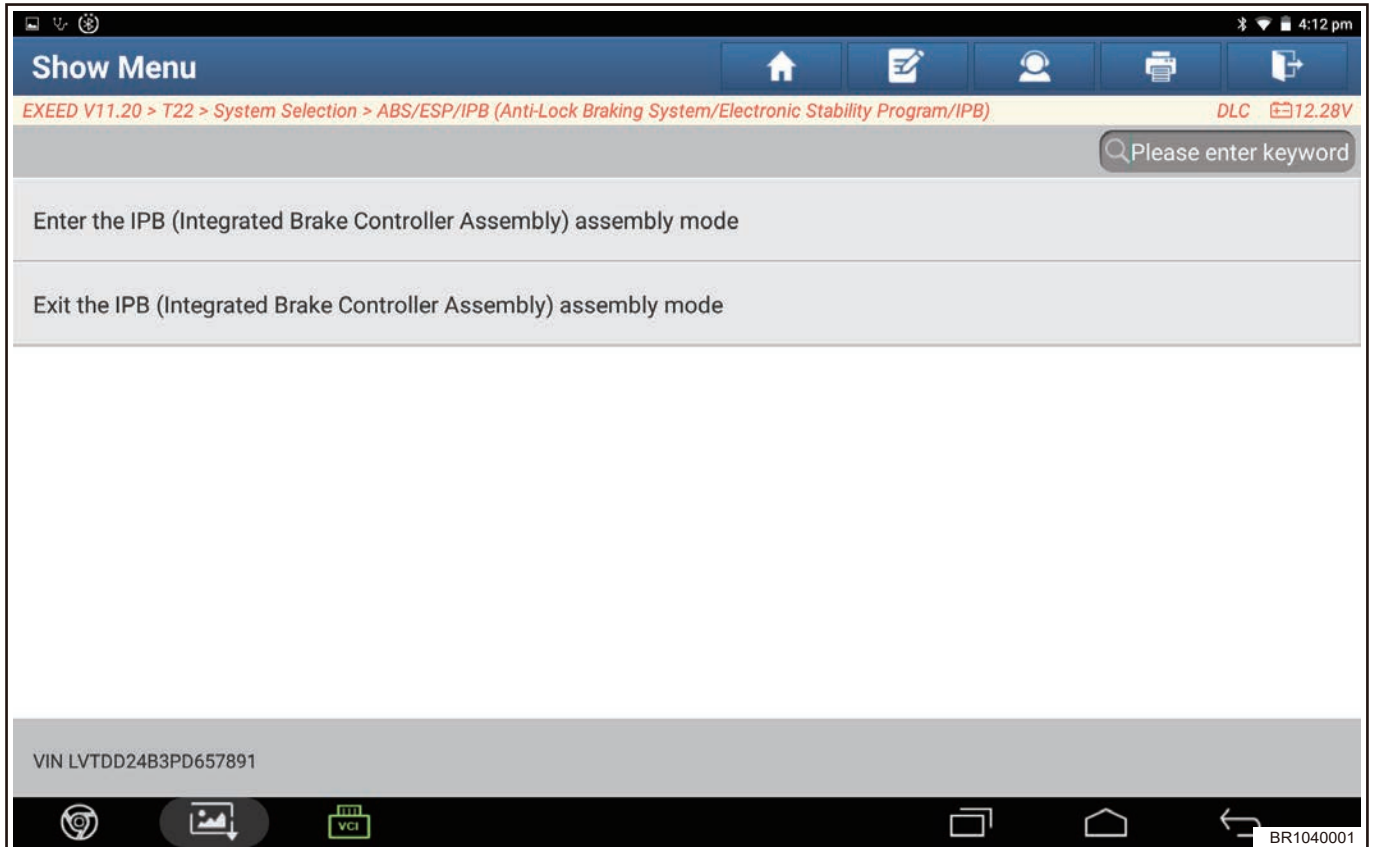 4:12 pm
Show Menu
EXEED V11.20 > T22 > System Selection > ABS/ESP/IPB (Anti-Lock Braking System/Electronic Stability Program/IPB) DLC 12.28V
Please enter keyword
Enter the IPB (Integrated Brake Controller Assembly) assembly mode
Exit the IPB (Integrated Brake Controller Assembly) assembly mode
VIN LVTDD24B3PD657891
VCI
BR1040001